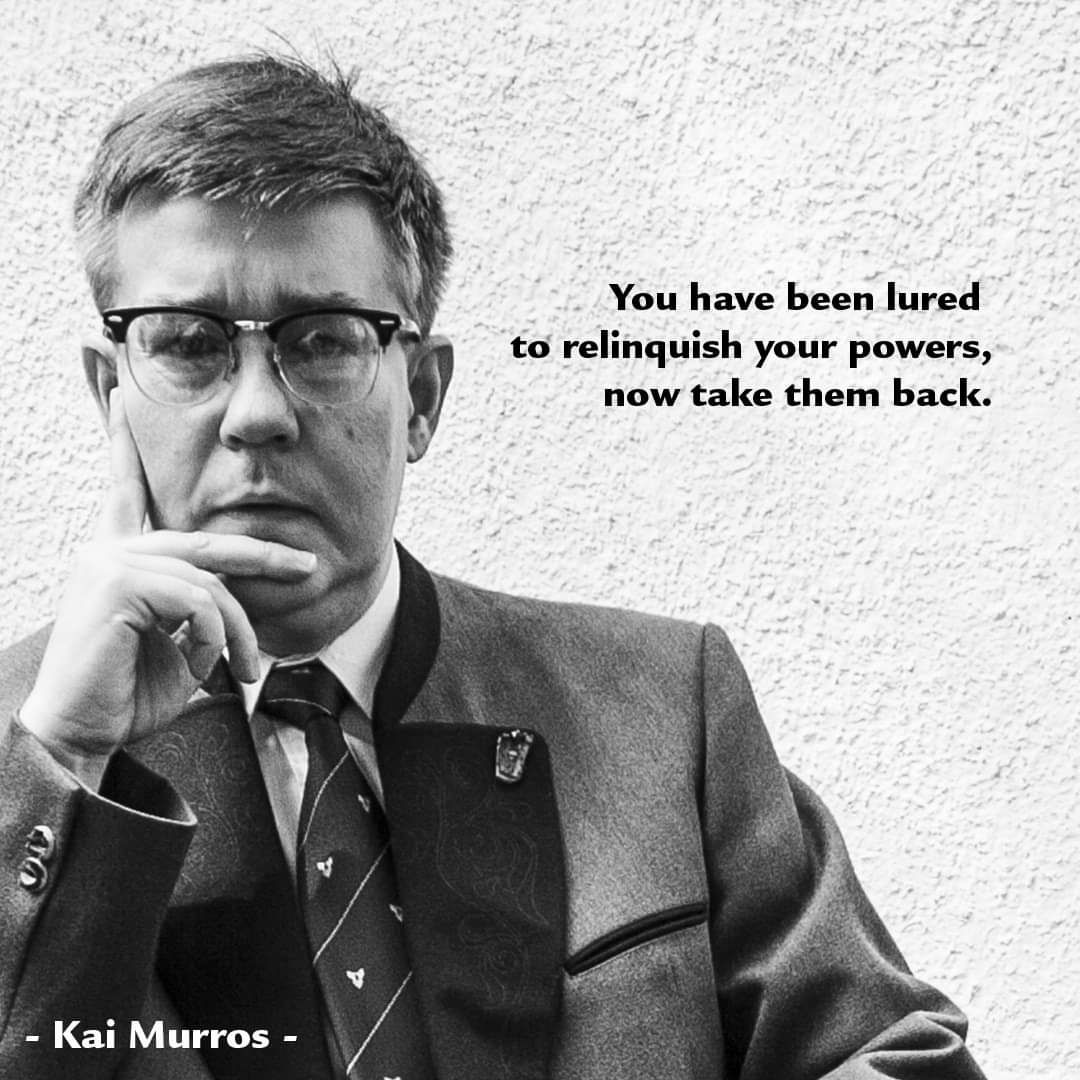 You have been lured
to relinquish your powers,
now take them back.
- Kai Murros -